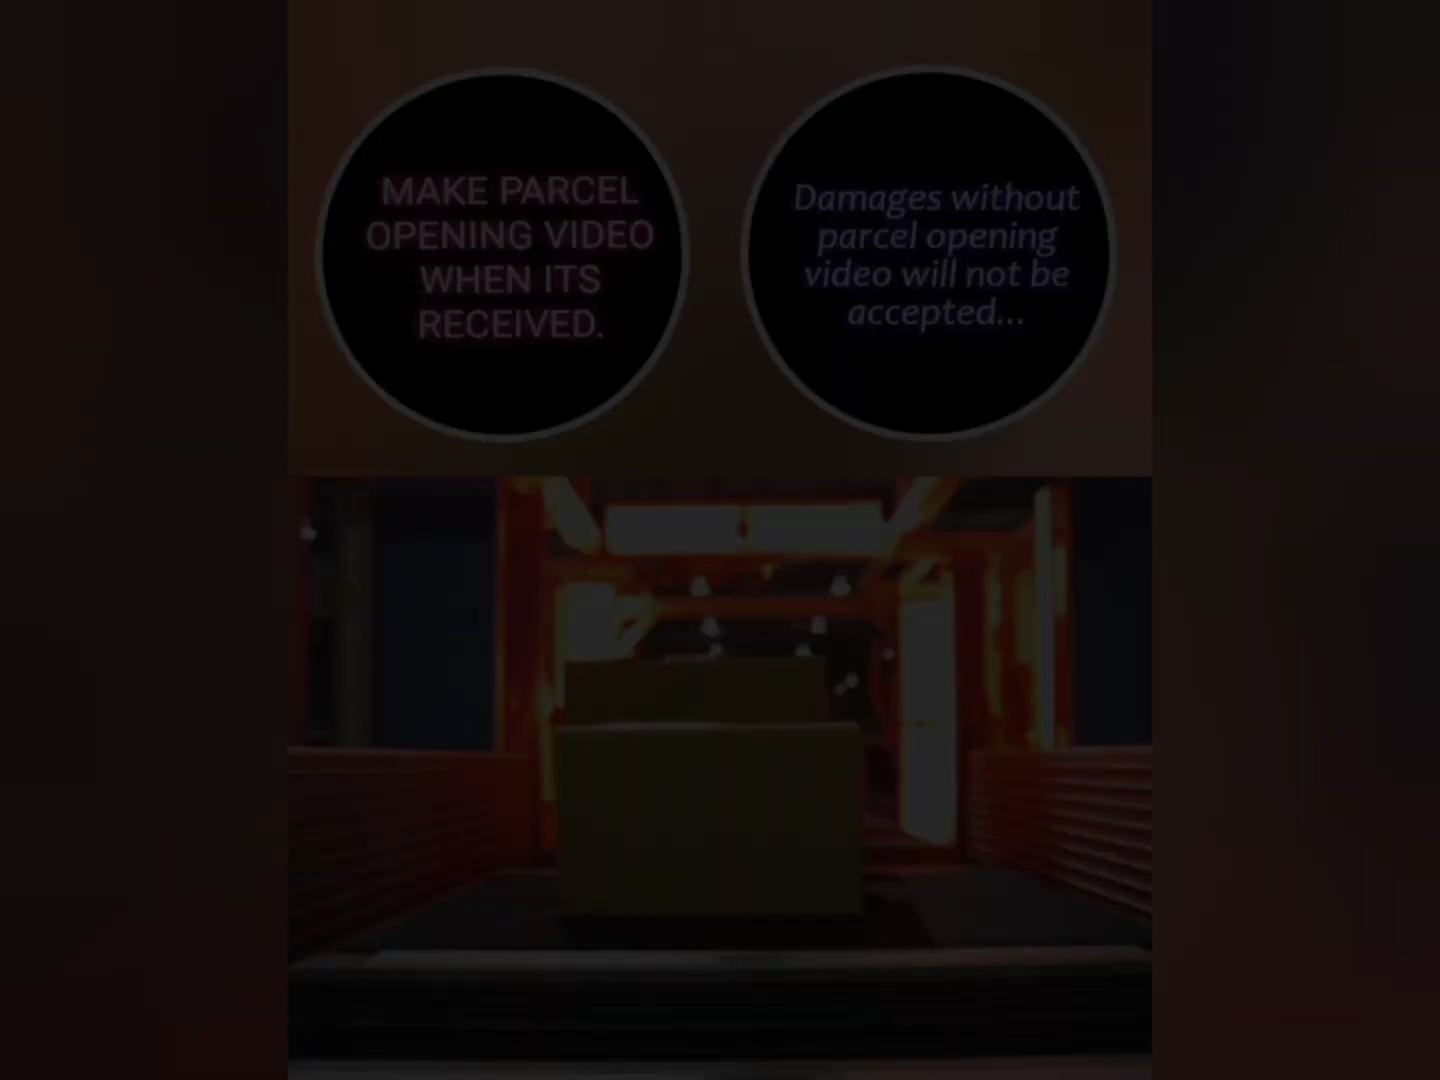 MAKE PARCEL
OPENING VIDEO
WHEN ITS
RECEIVED.
Damages without
parcel opening
video will not be
accepted...